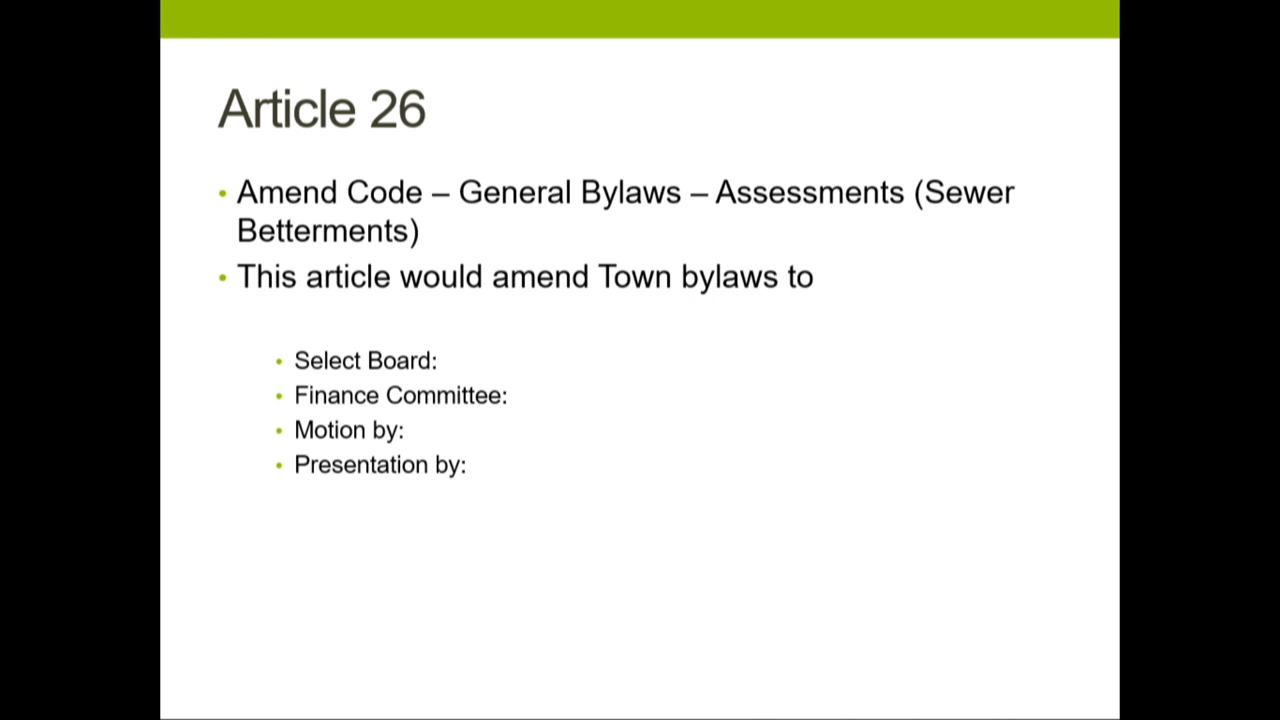 Article 26
• Amend Code – General Bylaws – Assessments (Sewer
Betterments)
• This article would amend Town bylaws to
• Select Board:
• Finance Committee:
• Motion by:
• Presentation by: